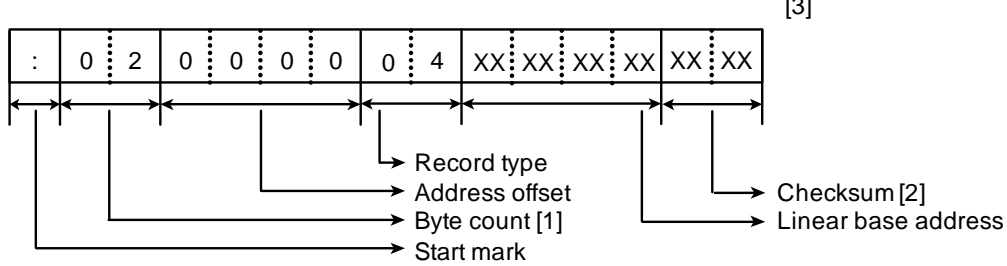 [3]
: 0 2 0 0 0 0 0 4 XX XX XX XX XX XX
Record type
Address offset
Checksum [2]
Byte count [1]
Linear base address
Start mark